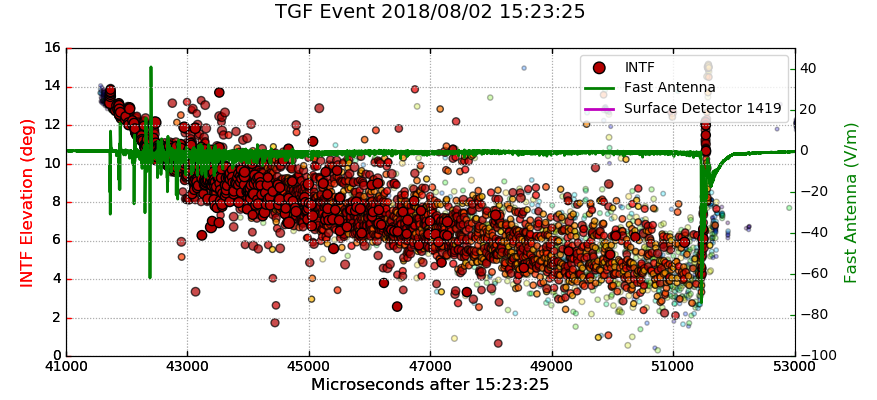 TGF Event 2018/08/02 15:23:25
INTF
Fast Antenna
Surface Detector 1419
INTF Elevation (deg)
16
14
12
10
8
6
4
2
0
Fast Antenna (V/m)
40
20
0
−20
−40
−60
−80
−100
41000 43000 45000 47000 49000 51000 53000
Microseconds after 15:23:25